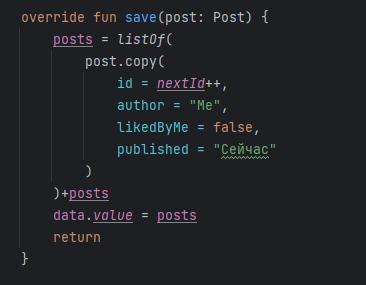 override fun save(post: Post) {
    posts = listOf(
        post.copy(
            id = nextId++,
            author = "Me",
            likedByMe = false,
            published = "Сейчас"
        )
    )+posts
    data.value = posts
    return
}